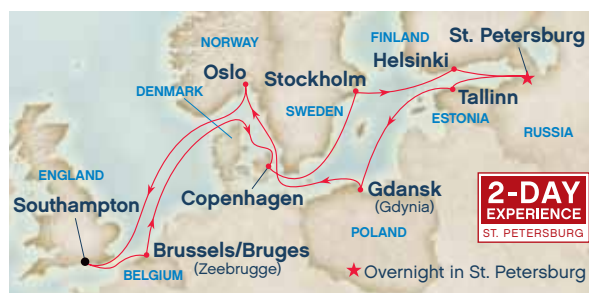 FINLAND
St. Petersburg
NORWAY
Helsinki
Oslo
Stockholm
DENMARK
Tallinn
SWEDEN
ESTONIA
RUSSIA
ENGLAND
Southampton
Copenhagen
Gdansk
(Gdynia)
2-DAY
EXPERIENCE
ST. PETERSBURG
POLAND
Brussels/Bruges
(Zeebrugge)
BELGIUM
Overnight in St. Petersburg